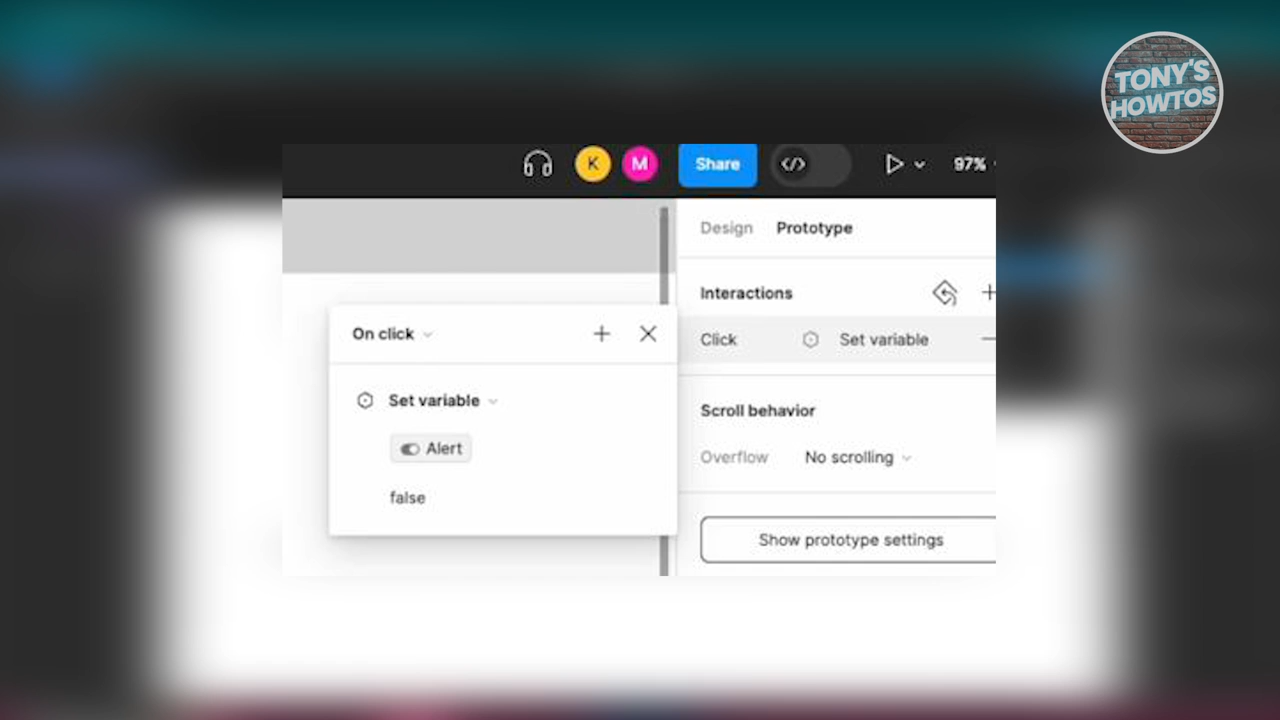 TONY'S
HOWTOS
K M Share </> 97%
Design Prototype
Interactions
Click Set variable
Scroll behavior
Overflow No scrolling
Show prototype settings
On click
Set variable
Alert
false